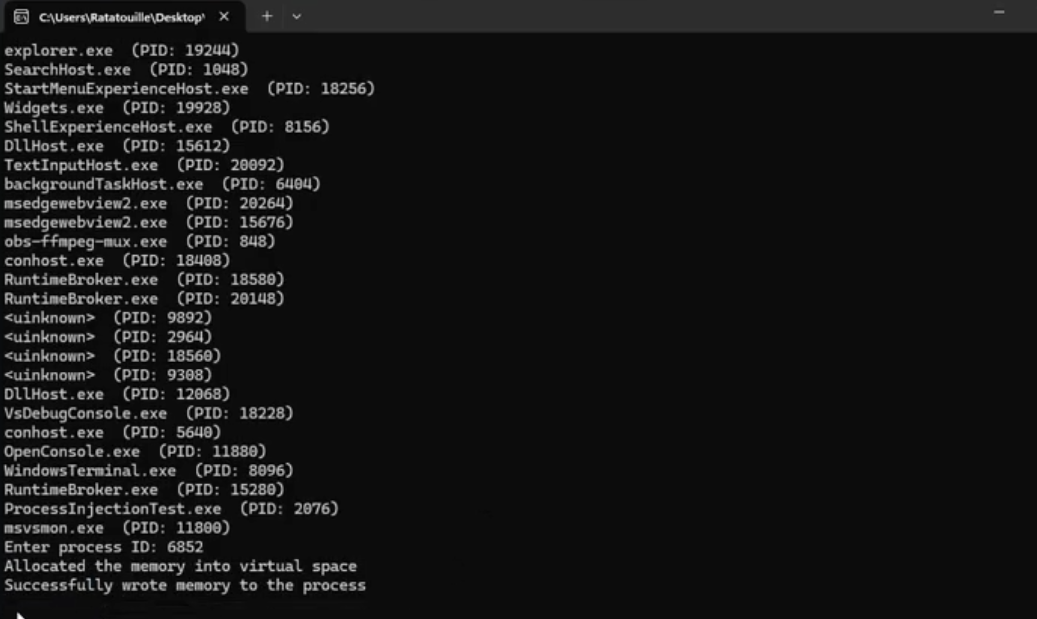 C:\Users\Ratatouille\Desktop\
explorer.exe  (PID: 19244)
SearchHost.exe  (PID: 1048)
StartMenuExperienceHost.exe  (PID: 18256)
Widgets.exe  (PID: 19928)
ShellExperienceHost.exe  (PID: 8156)
DllHost.exe  (PID: 15612)
TextInputHost.exe  (PID: 20092)
backgroundTaskHost.exe  (PID: 6404)
msedgewebview2.exe  (PID: 20264)
msedgewebview2.exe  (PID: 15676)
obs-ffmpeg-mux.exe  (PID: 848)
conhost.exe  (PID: 18408)
RuntimeBroker.exe  (PID: 18580)
RuntimeBroker.exe  (PID: 20148)
<uinknown>  (PID: 9892)
<uinknown>  (PID: 2964)
<uinknown>  (PID: 18560)
<uinknown>  (PID: 9308)
DllHost.exe  (PID: 12068)
VsDebugConsole.exe  (PID: 18228)
conhost.exe  (PID: 5640)
OpenConsole.exe  (PID: 11880)
WindowsTerminal.exe  (PID: 8096)
RuntimeBroker.exe  (PID: 15280)
ProcessInjectionTest.exe  (PID: 2076)
msvsmon.exe  (PID: 11800)
Enter process ID: 6852
Allocated the memory into virtual space
Successfully wrote memory to the process